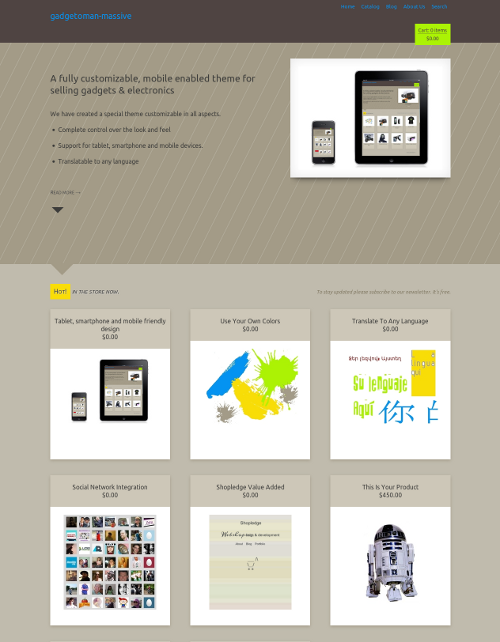 Home Catalog Blog About Us Search
gadgetoman-massive
Cart: 0 items
$0.00
A fully customizable, mobile enabled theme for
selling gadgets & electronics
We have created a special theme customizable in all aspects.
Complete control over the look and feel
Support for tablet, smartphone and mobile devices.
Translatable to any language
READ MORE →
Hot! IN THE STORE NOW.
To stay updated please subscribe to our newsletter. It's free.
Tablet, smartphone and mobile friendly
design
$0.00
Use Your Own Colors
$0.00
Translate To Any Language
$0.00
Su lenguaje
Aquí
你
Social Network Integration
$0.00
Shopledge Value Added
$0.00
This Is Your Product
$450.00
Shopledge